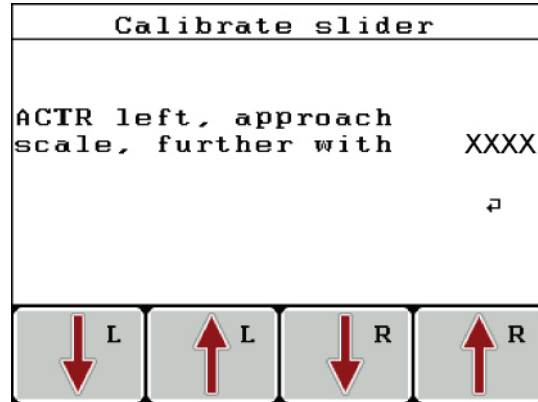 Calibrate slider
ACTR left, approach
scale, further with XXXX
L L R R